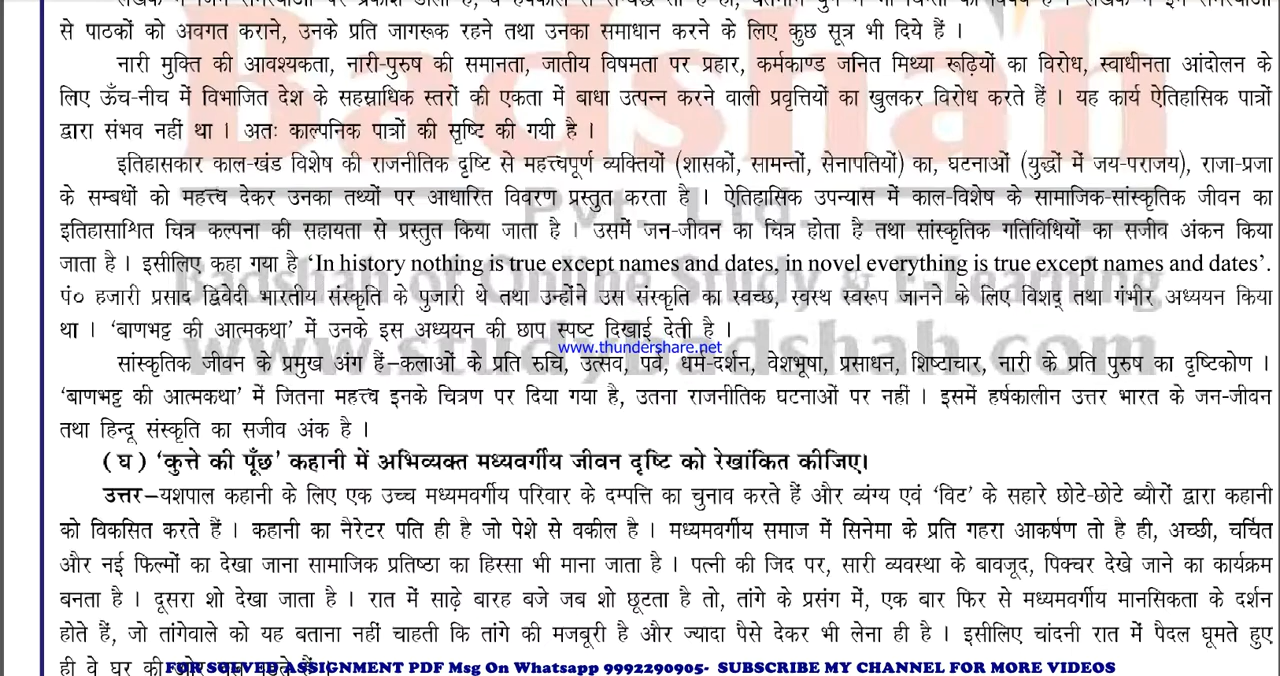 से पाठकों को अवगत कराने, उनके प्रति जागरूक रहने तथा उनका समाधान करने के लिए कुछ सूत्र भी दिये हैं ।
नारी मुक्ति की आवश्यकता, नारी-पुरुष की समानता, जातीय विषमता पर प्रहार, कर्मकाण्ड जनित मिथ्या रूढ़ियों का विरोध, स्वाधीनता आंदोलन के
लिए ऊँच-नीच में विभाजित देश के सहस्राधिक स्तरों की एकता में बाधा उत्पन्न करने वाली प्रवृत्तियों का खुलकर विरोध करते हैं । यह कार्य ऐतिहासिक पात्रों
द्वारा संभव नहीं था । अतः काल्पनिक पात्रों की सृष्टि की गयी है ।
इतिहासकार काल-खंड विशेष की राजनीतिक दृष्टि से महत्त्वपूर्ण व्यक्तियों (शासकों, सामन्तों, सेनापतियों) का, घटनाओं (युद्धों में जय-पराजय), राजा-प्रजा
के सम्बधों को महत्त्व देकर उनका तथ्यों पर आधारित विवरण प्रस्तुत करता है । ऐतिहासिक उपन्यास में काल-विशेष के सामाजिक-सांस्कृतिक जीवन का
इतिहासाश्रित चित्र कल्पना की सहायता से प्रस्तुत किया जाता है । उसमें जन-जीवन का चित्र होता है तथा सांस्कृतिक गतिविधियों का सजीव अंकन किया
जाता है । इसीलिए कहा गया है ‘In history nothing is true except names and dates, in novel everything is true except names and dates’.
पं० हजारी प्रसाद द्विवेदी भारतीय संस्कृति के पुजारी थे तथा उन्होंने उस संस्कृति का स्वच्छ, स्वस्थ स्वरूप जानने के लिए विशद् तथा गंभीर अध्ययन किया
था । ‘बाणभट्ट की आत्मकथा’ में उनके इस अध्ययन की छाप स्पष्ट दिखाई देती है ।
www.thundershare.net
सांस्कृतिक जीवन के प्रमुख अंग हैं–कलाओं के प्रति रुचि, उत्सव, पर्व, धर्म-दर्शन, वेशभूषा, प्रसाधन, शिष्टाचार, नारी के प्रति पुरुष का दृष्टिकोण ।
‘बाणभट्ट की आत्मकथा’ में जितना महत्त्व इनके चित्रण पर दिया गया है, उतना राजनीतिक घटनाओं पर नहीं । इसमें हर्षकालीन उत्तर भारत के जन-जीवन
तथा हिन्दू संस्कृति का सजीव अंक है ।
(घ) ‘कुत्ते की पूँछ’ कहानी में अभिव्यक्त मध्यवर्गीय जीवन दृष्टि को रेखांकित कीजिए।
उत्तर–यशपाल कहानी के लिए एक उच्च मध्यमवर्गीय परिवार के दम्पत्ति का चुनाव करते हैं और व्यंग्य एवं ‘विट’ के सहारे छोटे-छोटे ब्यौरों द्वारा कहानी
को विकसित करते हैं । कहानी का नैरेटर पति ही है जो पेशे से वकील है । मध्यमवर्गीय समाज में सिनेमा के प्रति गहरा आकर्षण तो है ही, अच्छी, चर्चित
और नई फिल्मों का देखा जाना सामाजिक प्रतिष्ठा का हिस्सा भी माना जाता है । पत्नी की जिद पर, सारी व्यवस्था के बावजूद, पिक्चर देखे जाने का कार्यक्रम
बनता है । दूसरा शो देखा जाता है । रात में साढ़े बारह बजे जब शो छूटता है तो, तांगे के प्रसंग में, एक बार फिर से मध्यमवर्गीय मानसिकता के दर्शन
होते हैं, जो तांगेवाले को यह बताना नहीं चाहती कि तांगे की मजबूरी है और ज्यादा पैसे देकर भी लेना ही है । इसीलिए चांदनी रात में पैदल घूमते हुए
ही वे घर की
FOR SOLVED ASSIGNMENT PDF Msg On Whatsapp 9992290905- SUBSCRIBE MY CHANNEL FOR MORE VIDEOS
Badshah
Pvt. Ltd.
Badshah of Online Study & E-Learning
www.studybadshah.com